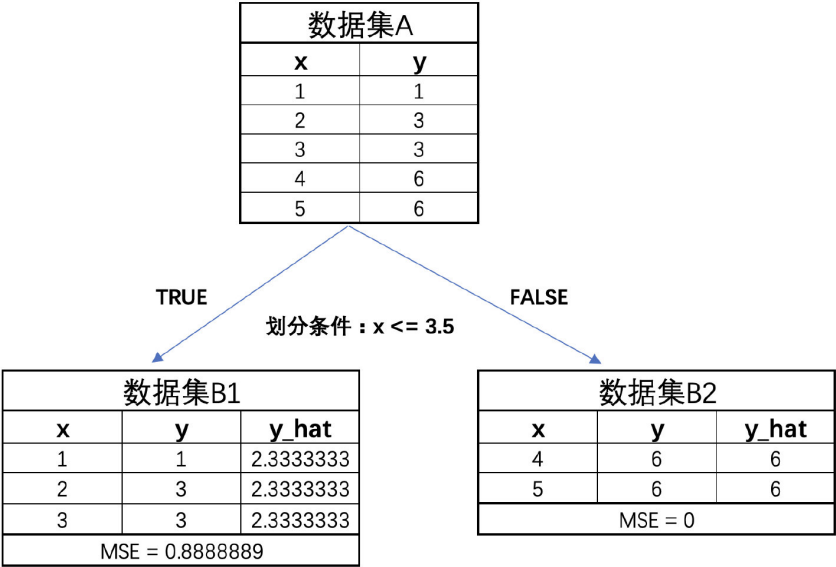 数据集A
x y
1 1
2 3
3 3
4 6
5 6
TRUE
FALSE
划分条件：x <= 3.5
数据集B1
x y y_hat
1 1 2.3333333
2 3 2.3333333
3 3 2.3333333
MSE = 0.8888889
数据集B2
x y y_hat
4 6 6
5 6 6
MSE = 0